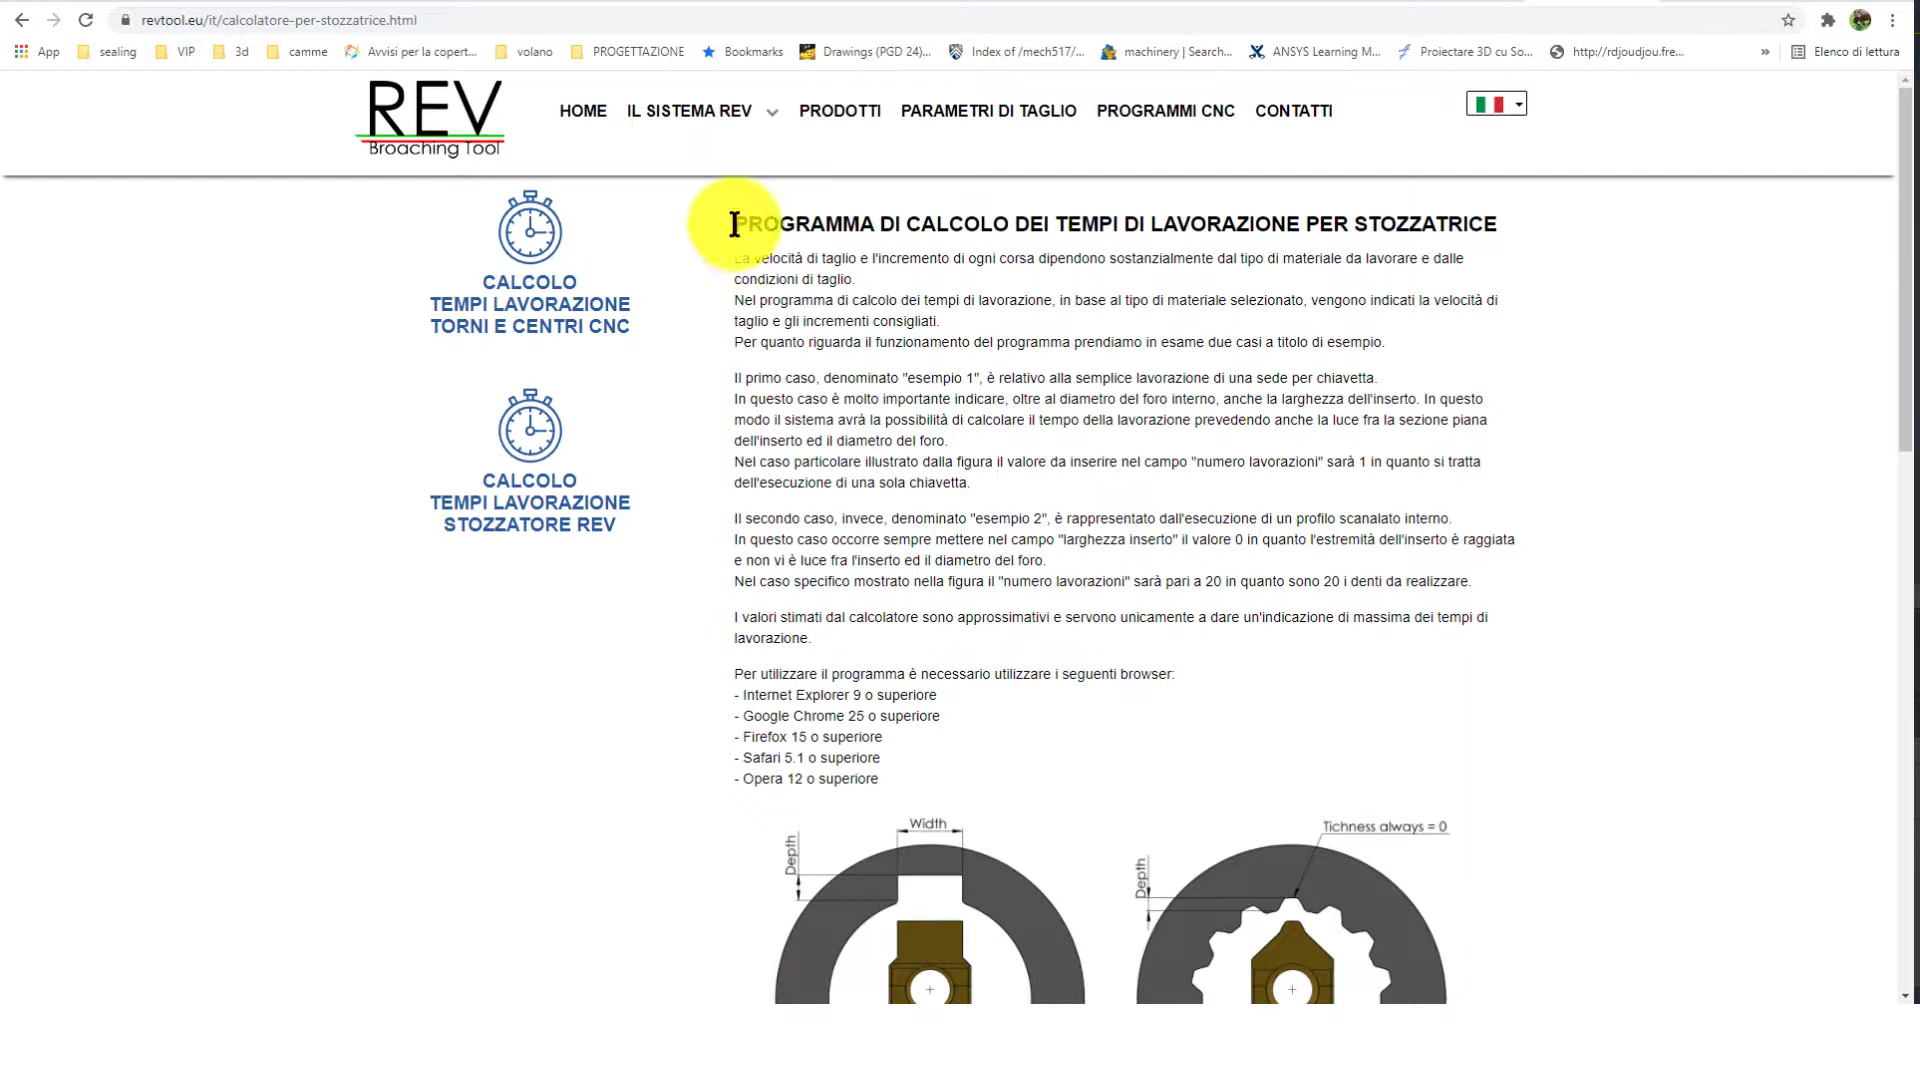 revtool.eu/it/calcolatore-per-stozzatrice.html
App
sealing
VIP
3d
camme
Avvisi per la copert...
volano
PROGETTAZIONE
Bookmarks
Drawings (PGD 24)...
Index of /mech517/...
machinery | Search...
ANSYS Learning M...
Proiectare 3D cu So...
http://rdjoudjou.fre...
»
Elenco di lettura
REV
Broaching Tool
HOME
IL SISTEMA REV
PRODOTTI
PARAMETRI DI TAGLIO
PROGRAMMI CNC
CONTATTI
CALCOLO
TEMPI LAVORAZIONE
TORNI E CENTRI CNC
CALCOLO
TEMPI LAVORAZIONE
STOZZATORE REV
PROGRAMMA DI CALCOLO DEI TEMPI DI LAVORAZIONE PER STOZZATRICE
La velocità di taglio e l'incremento di ogni corsa dipendono sostanzialmente dal tipo di materiale da lavorare e dalle
condizioni di taglio.
Nel programma di calcolo dei tempi di lavorazione, in base al tipo di materiale selezionato, vengono indicati la velocità di
taglio e gli incrementi consigliati.
Per quanto riguarda il funzionamento del programma prendiamo in esame due casi a titolo di esempio.
Il primo caso, denominato "esempio 1", è relativo alla semplice lavorazione di una sede per chiavetta.
In questo caso è molto importante indicare, oltre al diametro del foro interno, anche la larghezza dell'inserto. In questo
modo il sistema avrà la possibilità di calcolare il tempo della lavorazione prevedendo anche la luce fra la sezione piana
dell'inserto ed il diametro del foro.
Nel caso particolare illustrato dalla figura il valore da inserire nel campo "numero lavorazioni" sarà 1 in quanto si tratta
dell'esecuzione di una sola chiavetta.
Il secondo caso, invece, denominato "esempio 2", è rappresentato dall'esecuzione di un profilo scanalato interno.
In questo caso occorre sempre mettere nel campo "larghezza inserto" il valore 0 in quanto l'estremità dell'inserto è raggiata
e non vi è luce fra l'inserto ed il diametro del foro.
Nel caso specifico mostrato nella figura il "numero lavorazioni" sarà pari a 20 in quanto sono 20 i denti da realizzare.
I valori stimati dal calcolatore sono approssimativi e servono unicamente a dare un'indicazione di massima dei tempi di
lavorazione.
Per utilizzare il programma è necessario utilizzare i seguenti browser:
- Internet Explorer 9 o superiore
- Google Chrome 25 o superiore
- Firefox 15 o superiore
- Safari 5.1 o superiore
- Opera 12 o superiore
Width
Depth
Tichness always = 0
Depth